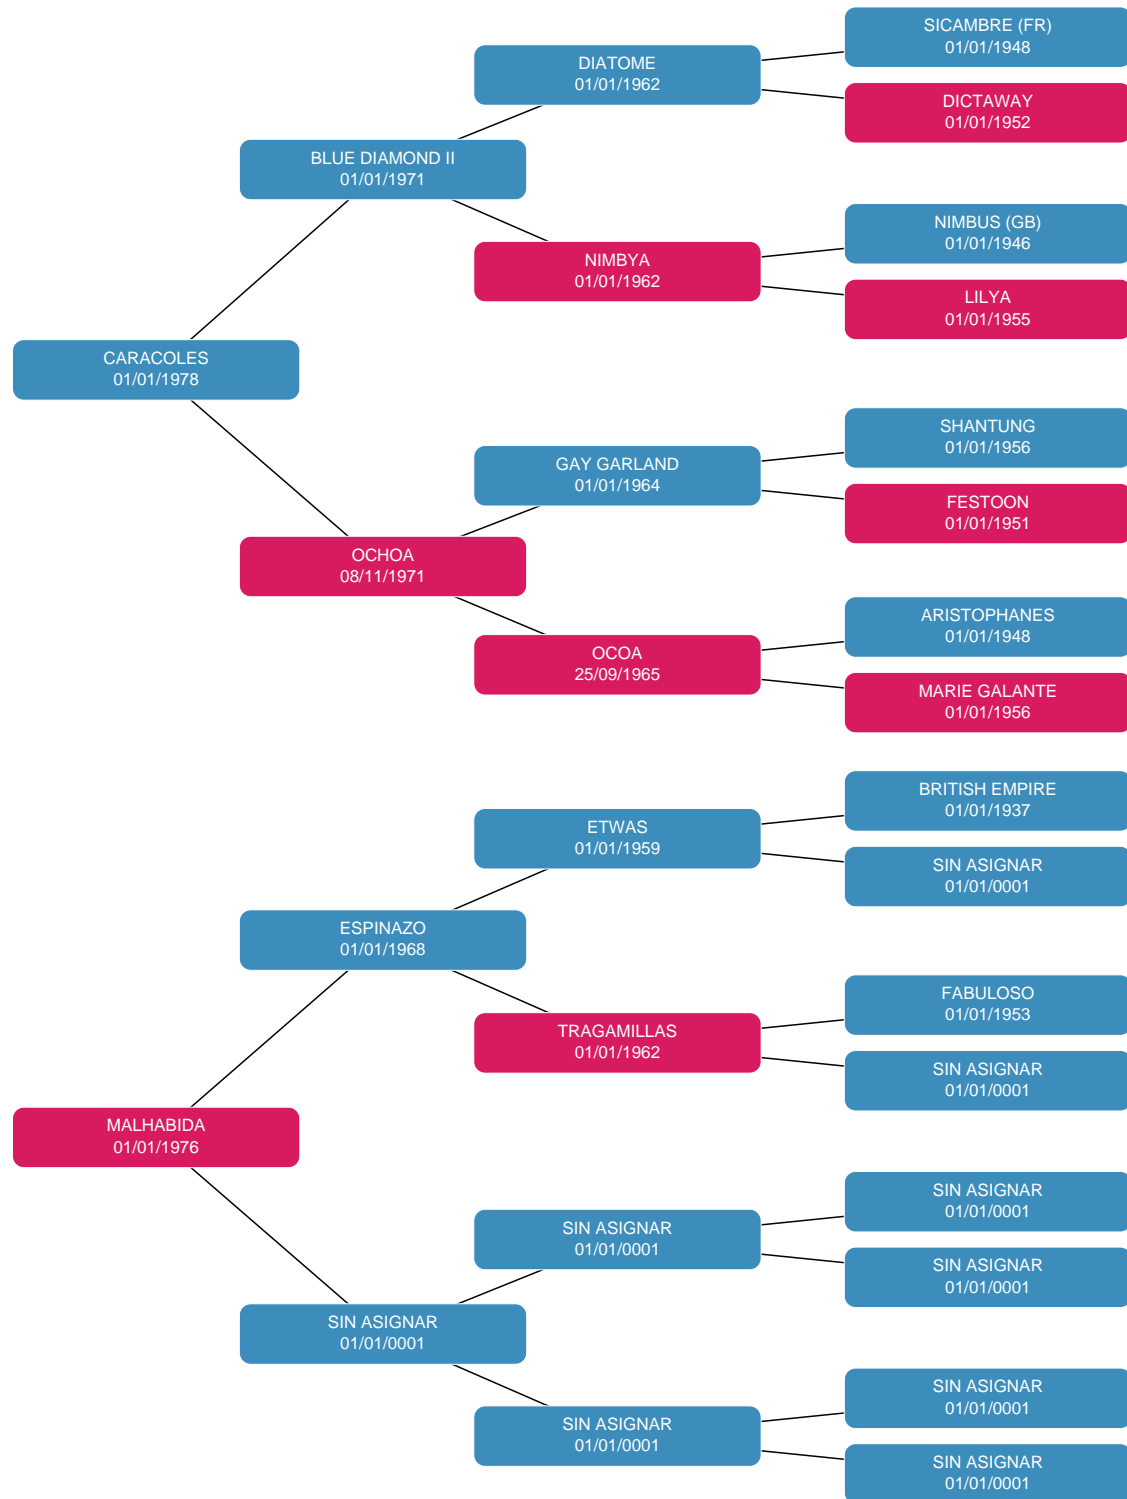 SICAMBRE (FR)
01/01/1948
DIATOME
01/01/1962
DICTAWAY
01/01/1952
BLUE DIAMOND II
01/01/1971
NIMBUS (GB)
01/01/1946
NIMBYA
01/01/1962
LILYA
01/01/1955
CARACOLES
01/01/1978
SHANTUNG
01/01/1956
GAY GARLAND
01/01/1964
FESTOON
01/01/1951
OCHOA
08/11/1971
ARISTOPHANES
01/01/1948
OCOA
25/09/1965
MARIE GALANTE
01/01/1956
BRITISH EMPIRE
01/01/1937
ETWAS
01/01/1959
SIN ASIGNAR
01/01/0001
ESPINAZO
01/01/1968
FABULOSO
01/01/1953
TRAGAMILLAS
01/01/1962
SIN ASIGNAR
01/01/0001
MALHABIDA
01/01/1976
SIN ASIGNAR
01/01/0001
SIN ASIGNAR
01/01/0001
SIN ASIGNAR
01/01/0001
SIN ASIGNAR
01/01/0001
SIN ASIGNAR
01/01/0001
SIN ASIGNAR
01/01/0001
SIN ASIGNAR
01/01/0001